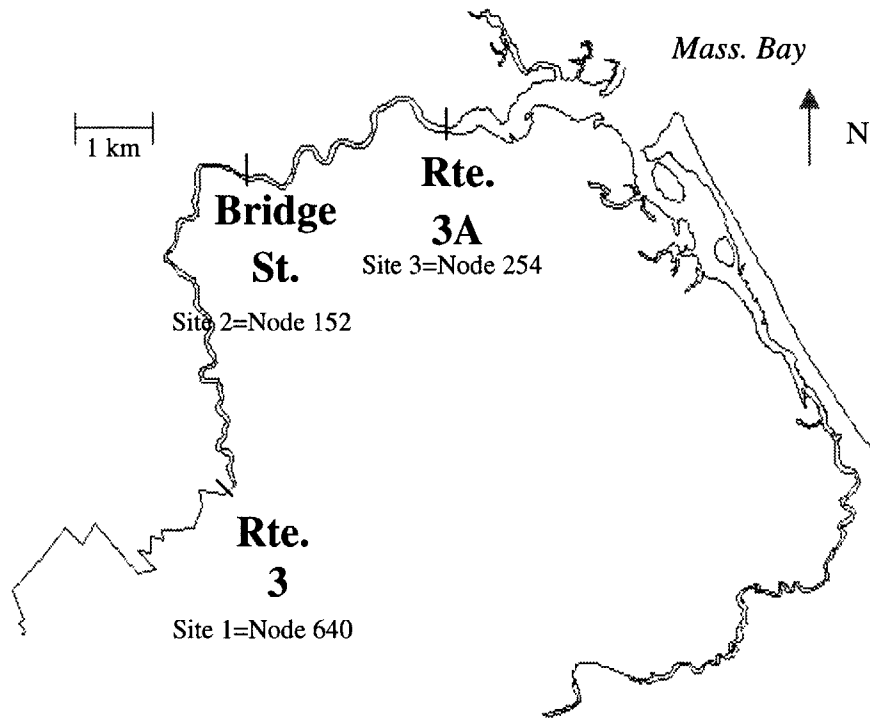 Mass. Bay
1 km
N
Rte.
3A
Site 3=Node 254
Bridge
St.
Site 2=Node 152
Rte.
3
Site 1=Node 640